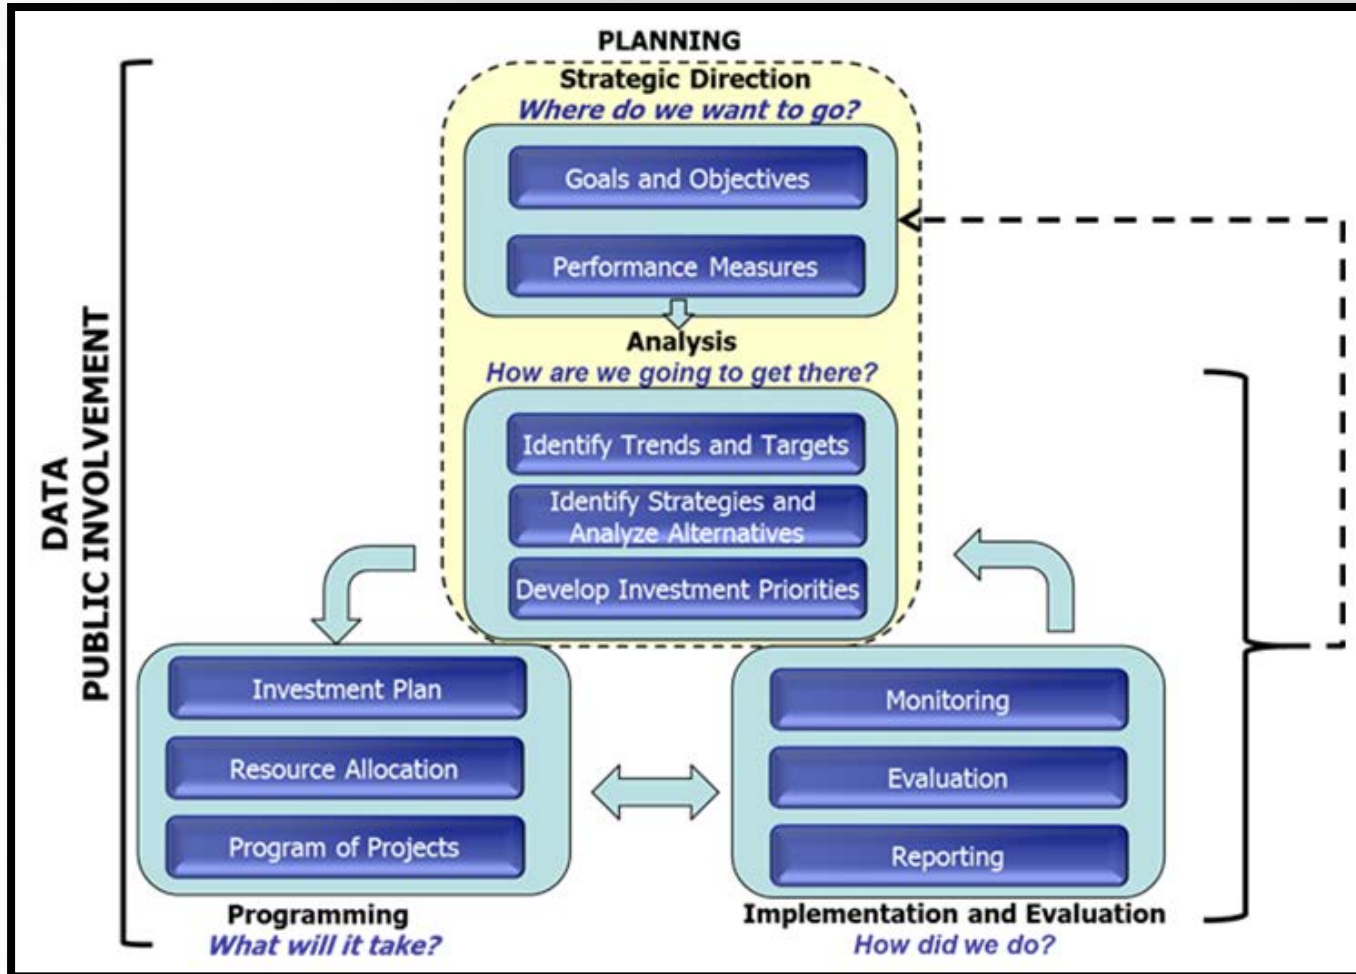 PLANNING
Strategic Direction
Where do we want to go?
Goals and Objectives
Performance Measures
Analysis
How are we going to get there?
Identify Trends and Targets
Identify Strategies and
Analyze Alternatives
Develop Investment Priorities
DATA
PUBLIC INVOLVEMENT
Investment Plan
Resource Allocation
Program of Projects
Programming
What will it take?
Monitoring
Evaluation
Reporting
Implementation and Evaluation
How did we do?